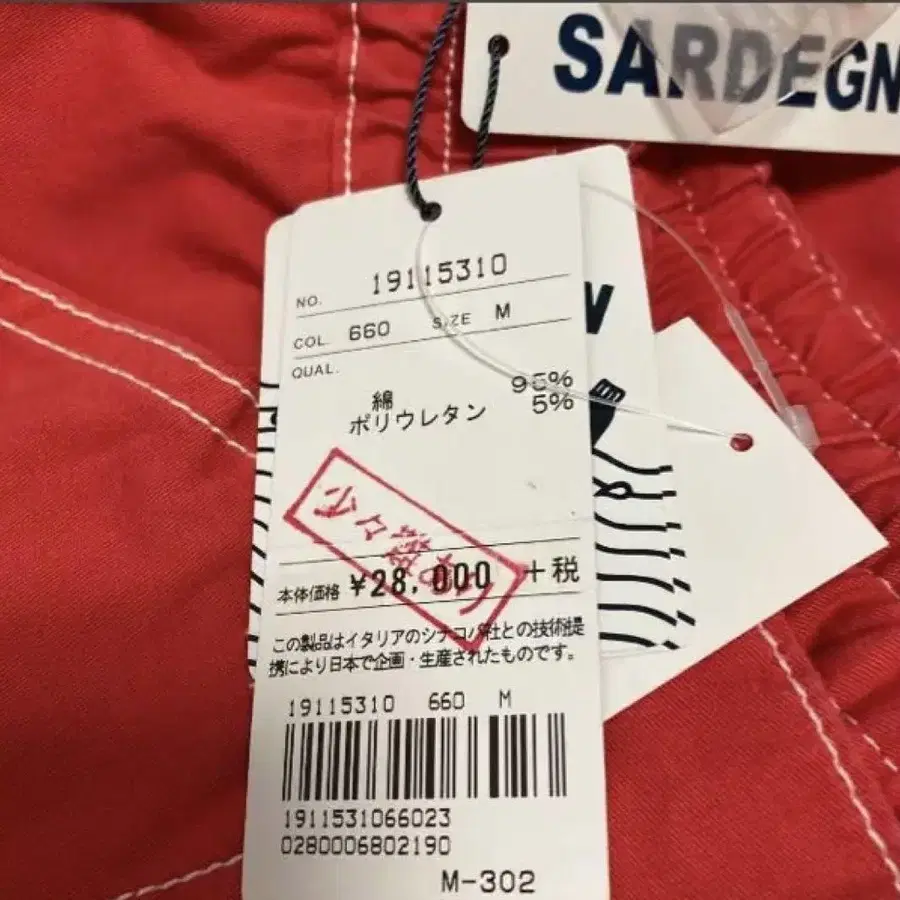 SARDEGN
NO. 19115310
COL. 660 SIZE M
QUAL.
綿 95%
ポリウレタン 5%
本体価格 ¥28,000 +税
この製品はイタリアのシナコバ社との技術提
携により日本で企画・生産されたものです。
19115310 660 M
1911531066023
0280006802190
M-302